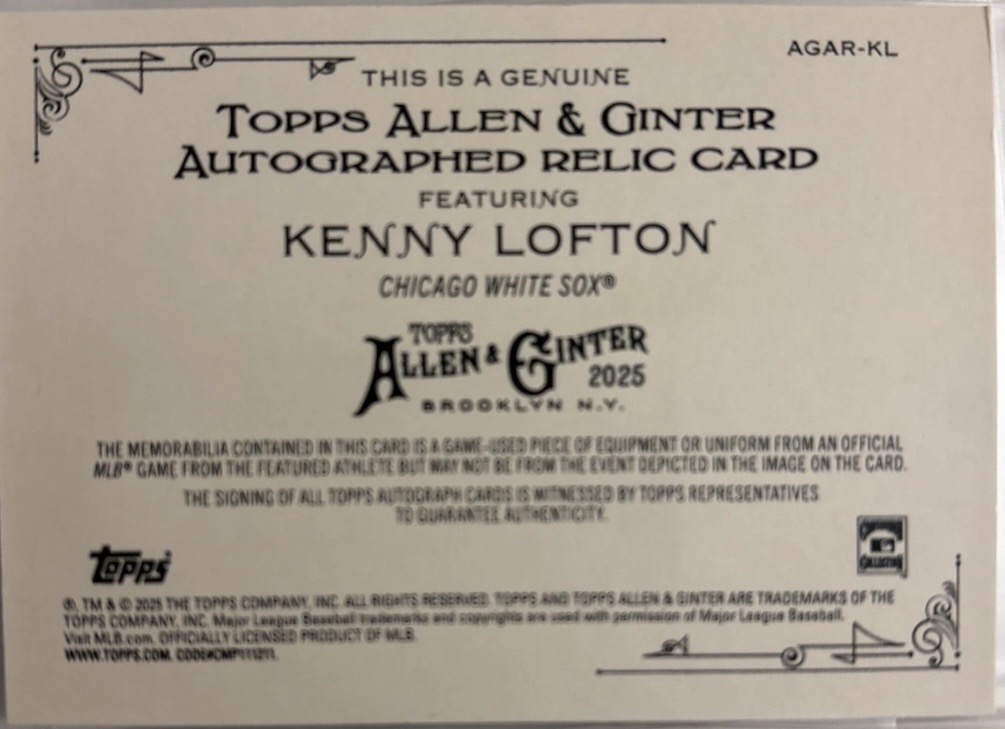 AGAR-KL
THIS IS A GENUINE
TOPPS ALLEN & GINTER
AUTOGRAPHED RELIC CARD
FEATURING
KENNY LOFTON
CHICAGO WHITE SOX®
TOPPS
ALLEN & GINTER
2025
BROOKLYN N.Y.
THE MEMORABILIA CONTAINED IN THIS CARD IS A GAME-USED PIECE OF EQUIPMENT OR UNIFORM FROM AN OFFICIAL
MLB® GAME FROM THE FEATURED ATHLETE BUT MAY NOT BE FROM THE EVENT DEPICTED IN THE IMAGE ON THE CARD.
THE SIGNING OF ALL TOPPS AUTOGRAPH CARDS IS WITNESSED BY TOPPS REPRESENTATIVES
TO GUARANTEE AUTHENTICITY.
TOPPS
®, TM & © 2025 THE TOPPS COMPANY, INC. ALL RIGHTS RESERVED. TOPPS AND TOPPS ALLEN & GINTER ARE TRADEMARKS OF THE
TOPPS COMPANY, INC. Major League Baseball trademarks and copyrights are used with permission of Major League Baseball.
Visit MLB.com. OFFICIALLY LICENSED PRODUCT OF MLB.
WWW.TOPPS.COM. CODE#CMP111211.